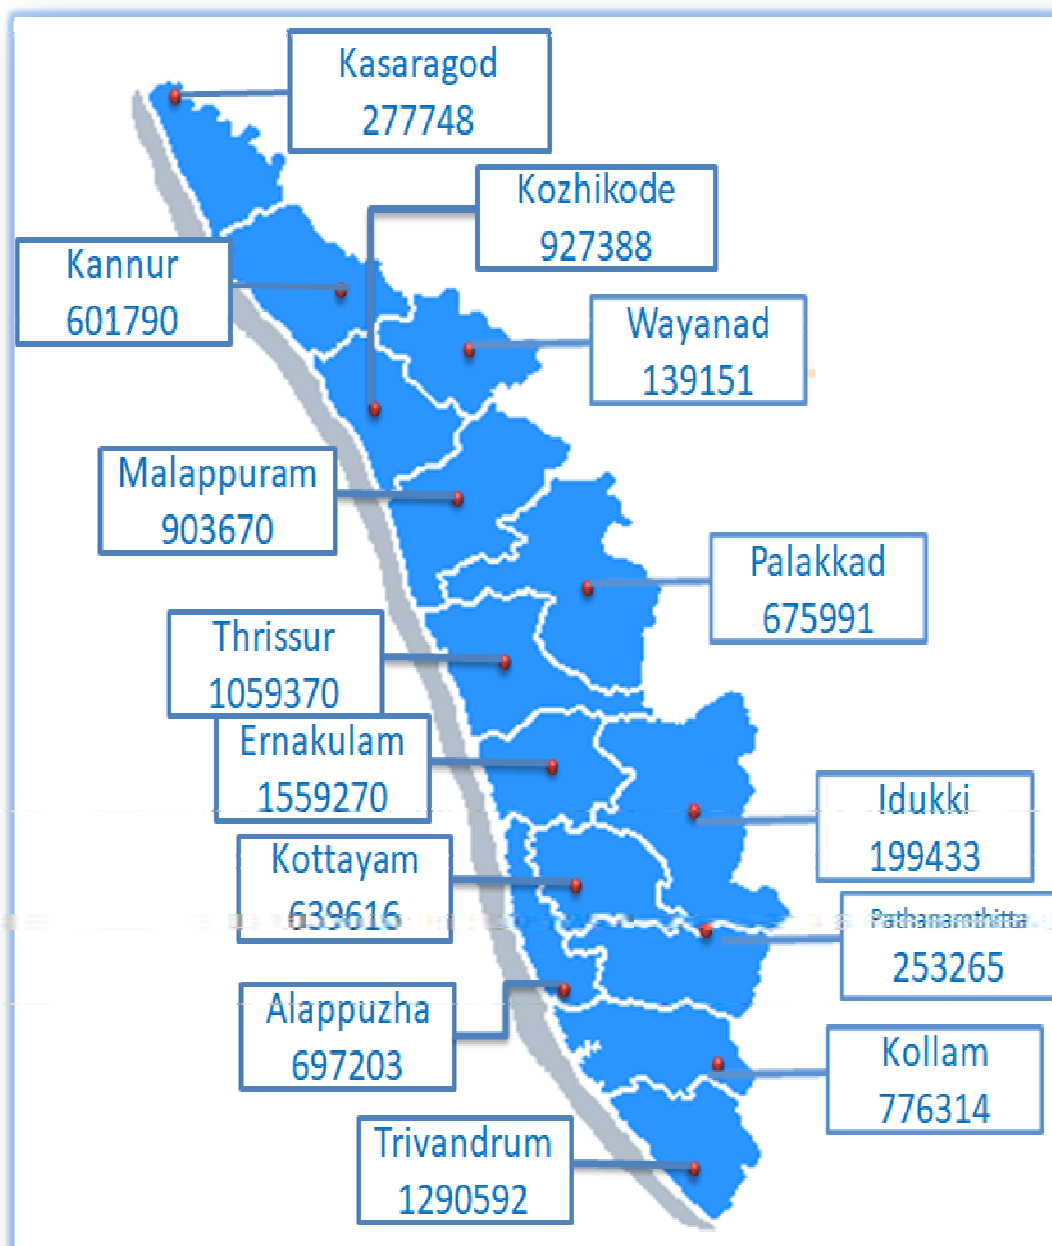 Kasaragod
277748
Kozhikode
927388
Kannur
601790
Wayanad
139151
Malappuram
903670
Palakkad
675991
Thrissur
1059370
Ernakulam
1559270
Idukki
199433
Kottayam
639616
Pathanamthitta
253265
Alappuzha
697203
Kollam
776314
Trivandrum
1290592